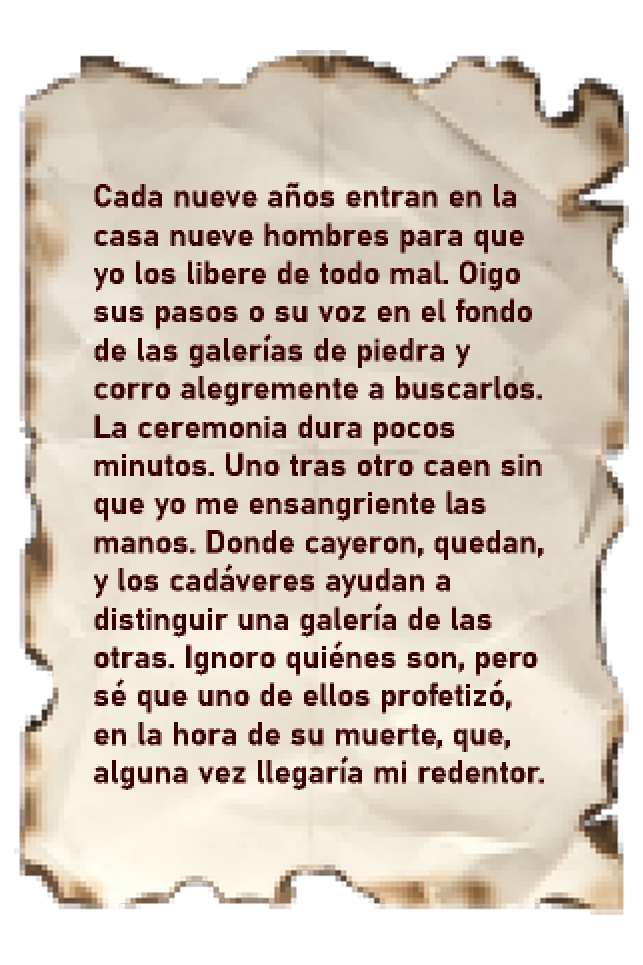 Cada nueve años entran en la
casa nueve hombres para que
yo los libere de todo mal. Oigo
sus pasos o su voz en el fondo
de las galerías de piedra y
corro alegremente a buscarlos.
La ceremonia dura pocos
minutos. Uno tras otro caen sin
que yo me ensangriente las
manos. Donde cayeron, quedan,
y los cadáveres ayudan a
distinguir una galería de las
otras. Ignoro quiénes son, pero
sé que uno de ellos profetizó,
en la hora de su muerte, que,
alguna vez llegaría mi redentor.